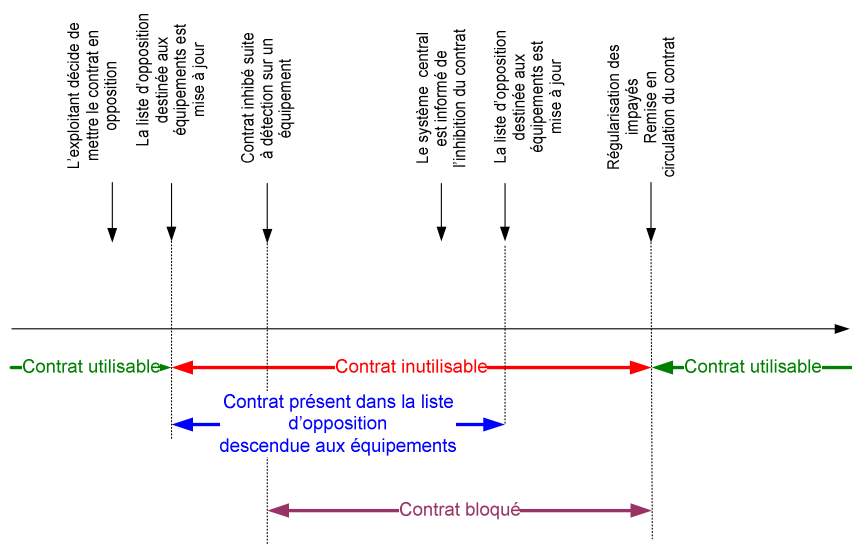 L'exploitant décide de
mettre le contrat en
opposition
La liste d'opposition
destinée aux
équipements est
mise à jour
Contrat inhibé suite
à détection sur un
équipement
Le système central
est informé de
l'inhibition du contrat
La liste d'opposition
destinée aux
équipements est
mise à jour
Régularisation des
impayés
Remise en
circulation du contrat
Contrat utilisable
Contrat inutilisable
Contrat utilisable
Contrat présent dans la liste
d'opposition
descendue aux équipements
Contrat bloqué